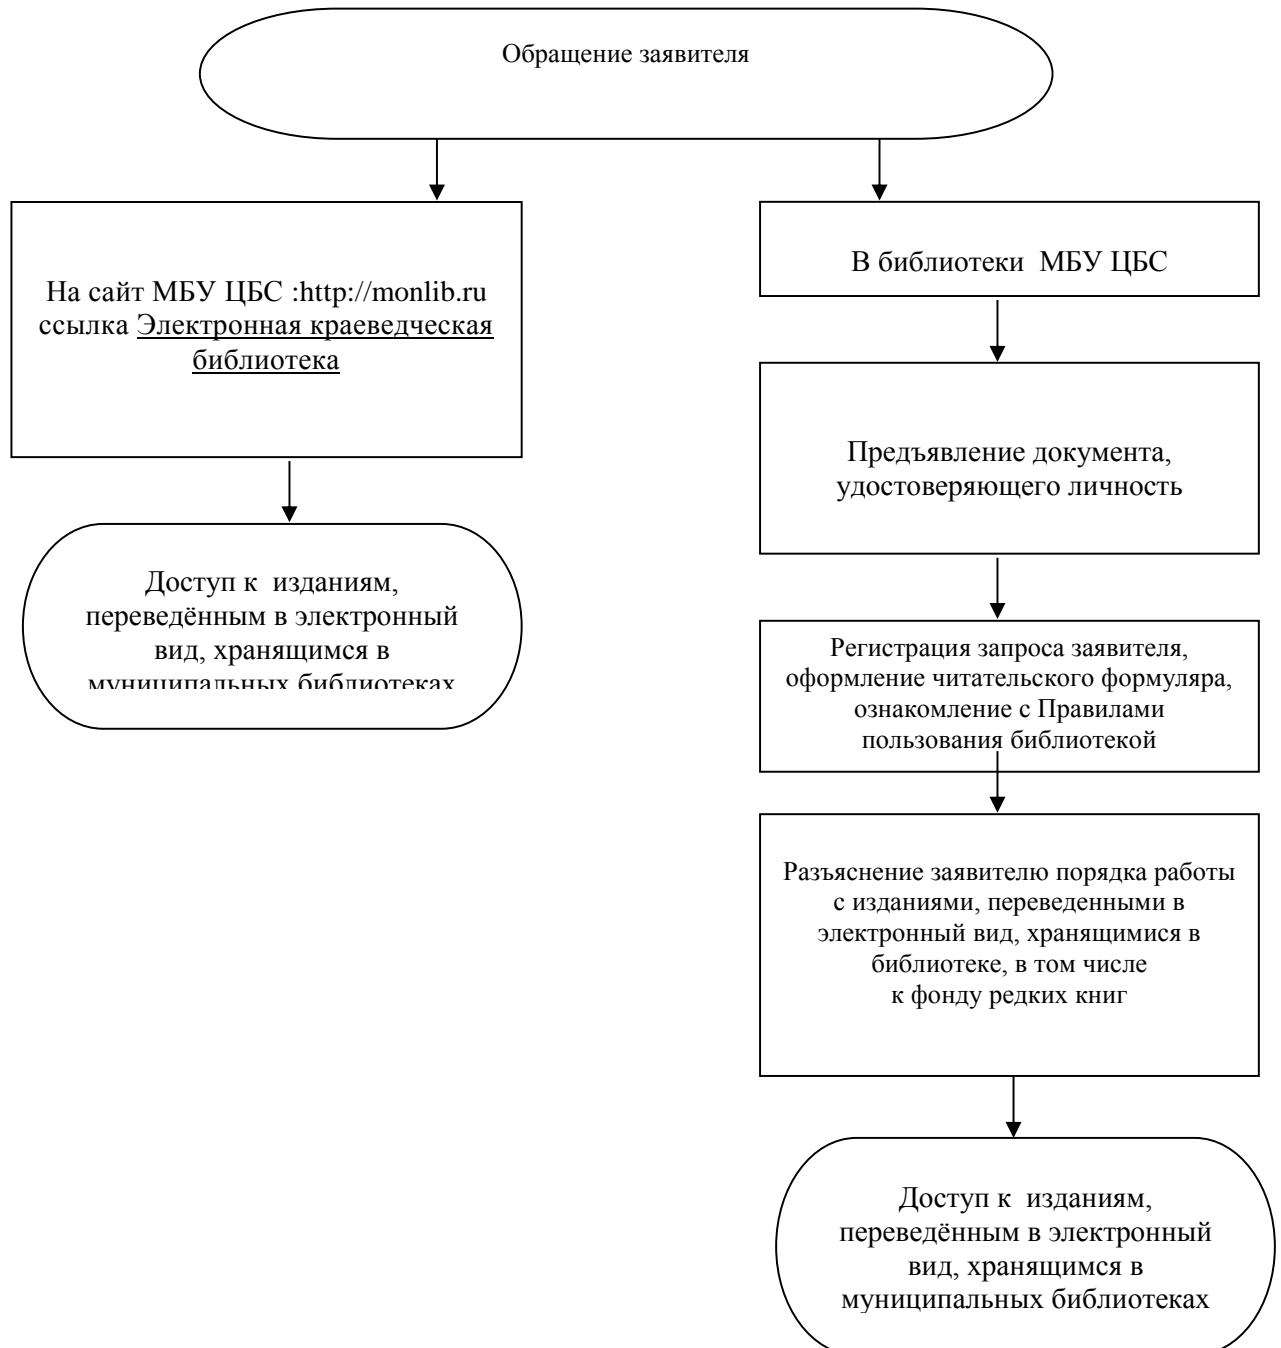 Обращение заявителя
На сайт МБУ ЦБС :http://monlib.ru
ссылка Электронная краеведческая
библиотека
Доступ к  изданиям,
переведённым в электронный
вид, хранящимся в
муниципальных библиотеках
В библиотеки  МБУ ЦБС
Предъявление документа,
удостоверяющего личность
Регистрация запроса заявителя,
оформление читательского формуляра,
ознакомление с Правилами
пользования библиотекой
Разъяснение заявителю порядка работы
с изданиями, переведенными в
электронный вид, хранящимися в
библиотеке, в том числе
к фонду редких книг
Доступ к  изданиям,
переведённым в электронный
вид, хранящимся в
муниципальных библиотеках